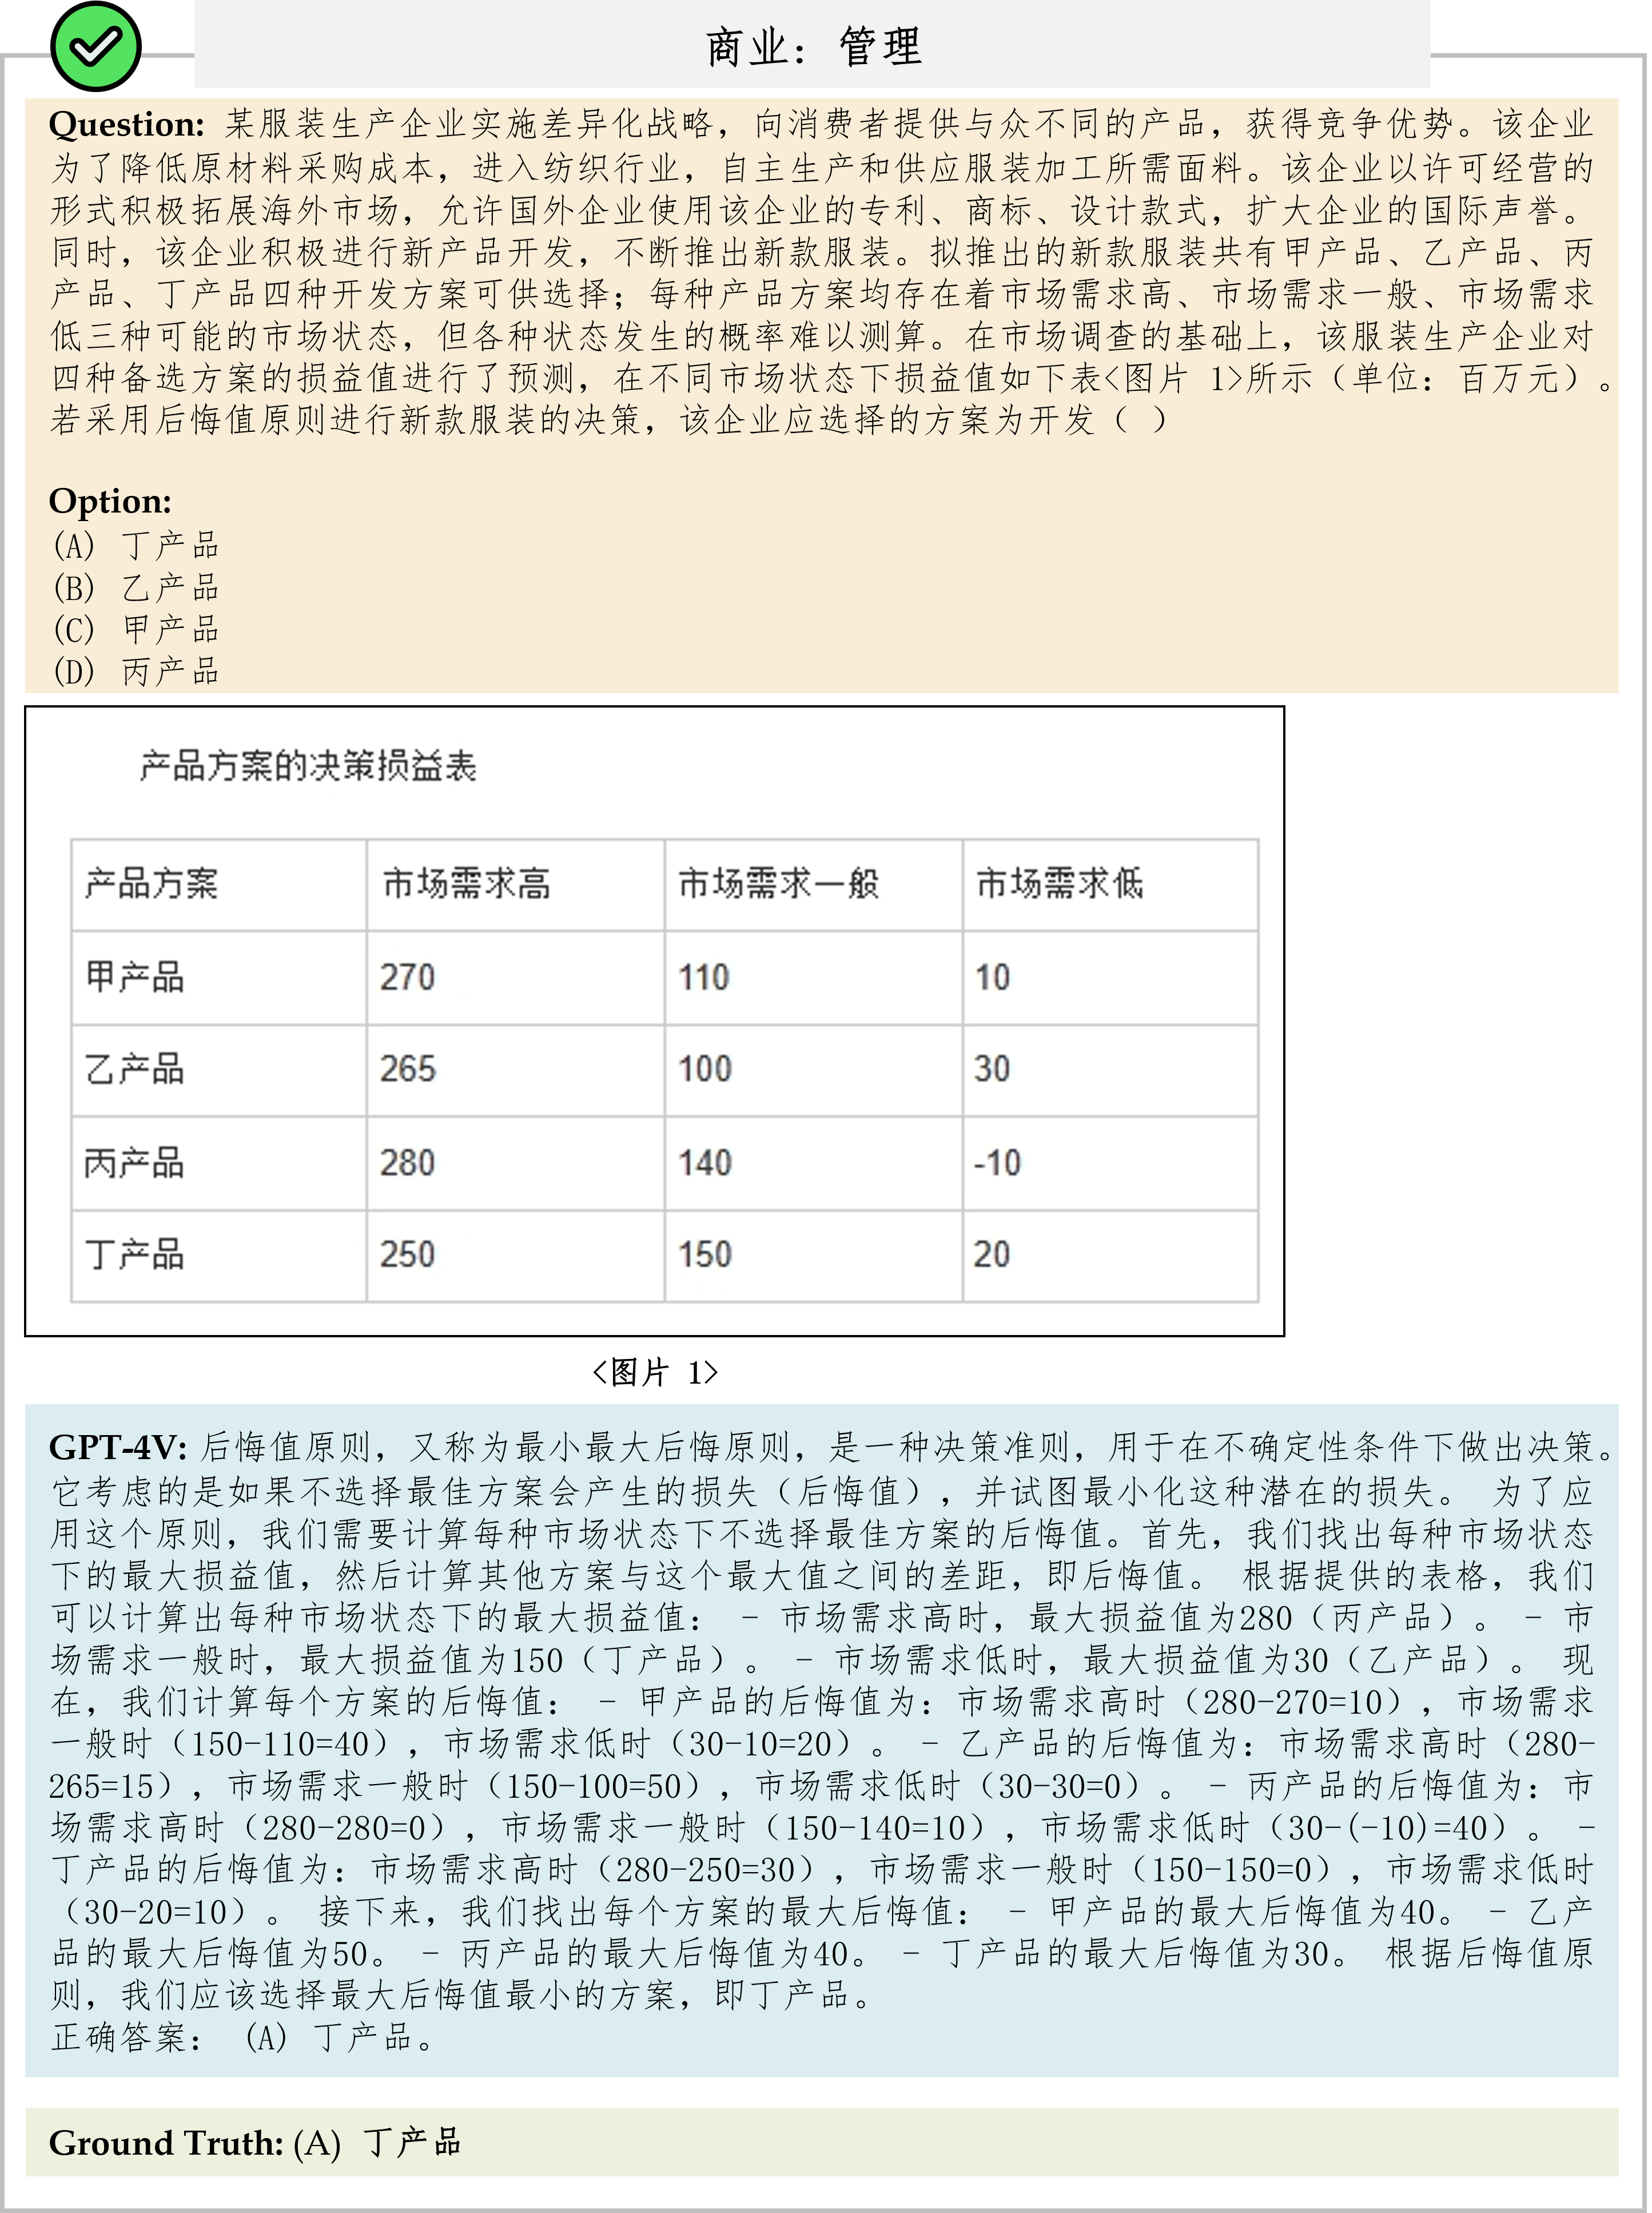 商业：管理
Question: 某服装生产企业实施差异化战略，向消费者提供与众不同的产品，获得竞争优势。该企业
为了降低原材料采购成本，进入纺织行业，自主生产和供应服装加工所需面料。该企业以许可经营的
形式积极拓展海外市场，允许国外企业使用该企业的专利、商标、设计款式，扩大企业的国际声誉。
同时，该企业积极进行新产品开发，不断推出新款服装。拟推出的新款服装共有甲产品、乙产品、丙
产品、丁产品四种开发方案可供选择；每种产品方案均存在着市场需求高、市场需求一般、市场需求
低三种可能的市场状态，但各种状态发生的概率难以测算。在市场调查的基础上，该服装生产企业对
四种备选方案的损益值进行了预测，在不同市场状态下损益值如下表<图片 1>所示（单位：百万元）。
若采用后悔值原则进行新款服装的决策，该企业应选择的方案为开发（ ）
Option:
(A) 丁产品
(B) 乙产品
(C) 甲产品
(D) 丙产品
产品方案的决策损益表
产品方案 市场需求高 市场需求一般 市场需求低
甲产品 270 110 10
乙产品 265 100 30
丙产品 280 140 -10
丁产品 250 150 20
<图片 1>
GPT-4V: 后悔值原则，又称为最小最大后悔原则，是一种决策准则，用于在不确定性条件下做出决策。
它考虑的是如果不选择最佳方案会产生的损失（后悔值），并试图最小化这种潜在的损失。 为了应
用这个原则，我们需要计算每种市场状态下不选择最佳方案的后悔值。首先，我们找出每种市场状态
下的最大损益值，然后计算其他方案与这个最大值之间的差距，即后悔值。 根据提供的表格，我们
可以计算出每种市场状态下的最大损益值： - 市场需求高时，最大损益值为280（丙产品）。 - 市
场需求一般时，最大损益值为150（丁产品）。 - 市场需求低时，最大损益值为30（乙产品）。 现
在，我们计算每个方案的后悔值： - 甲产品的后悔值为：市场需求高时（280-270=10），市场需求
一般时（150-110=40），市场需求低时（30-10=20）。 - 乙产品的后悔值为：市场需求高时（280-
265=15），市场需求一般时（150-100=50），市场需求低时（30-30=0）。 - 丙产品的后悔值为：市
场需求高时（280-280=0），市场需求一般时（150-140=10），市场需求低时（30-(-10)=40）。 -
丁产品的后悔值为：市场需求高时（280-250=30），市场需求一般时（150-150=0），市场需求低时
（30-20=10）。 接下来，我们找出每个方案的最大后悔值： - 甲产品的最大后悔值为40。 - 乙产
品的最大后悔值为50。 - 丙产品的最大后悔值为40。 - 丁产品的最大后悔值为30。 根据后悔值原
则，我们应该选择最大后悔值最小的方案，即丁产品。
正确答案： (A) 丁产品。
Ground Truth: (A) 丁产品